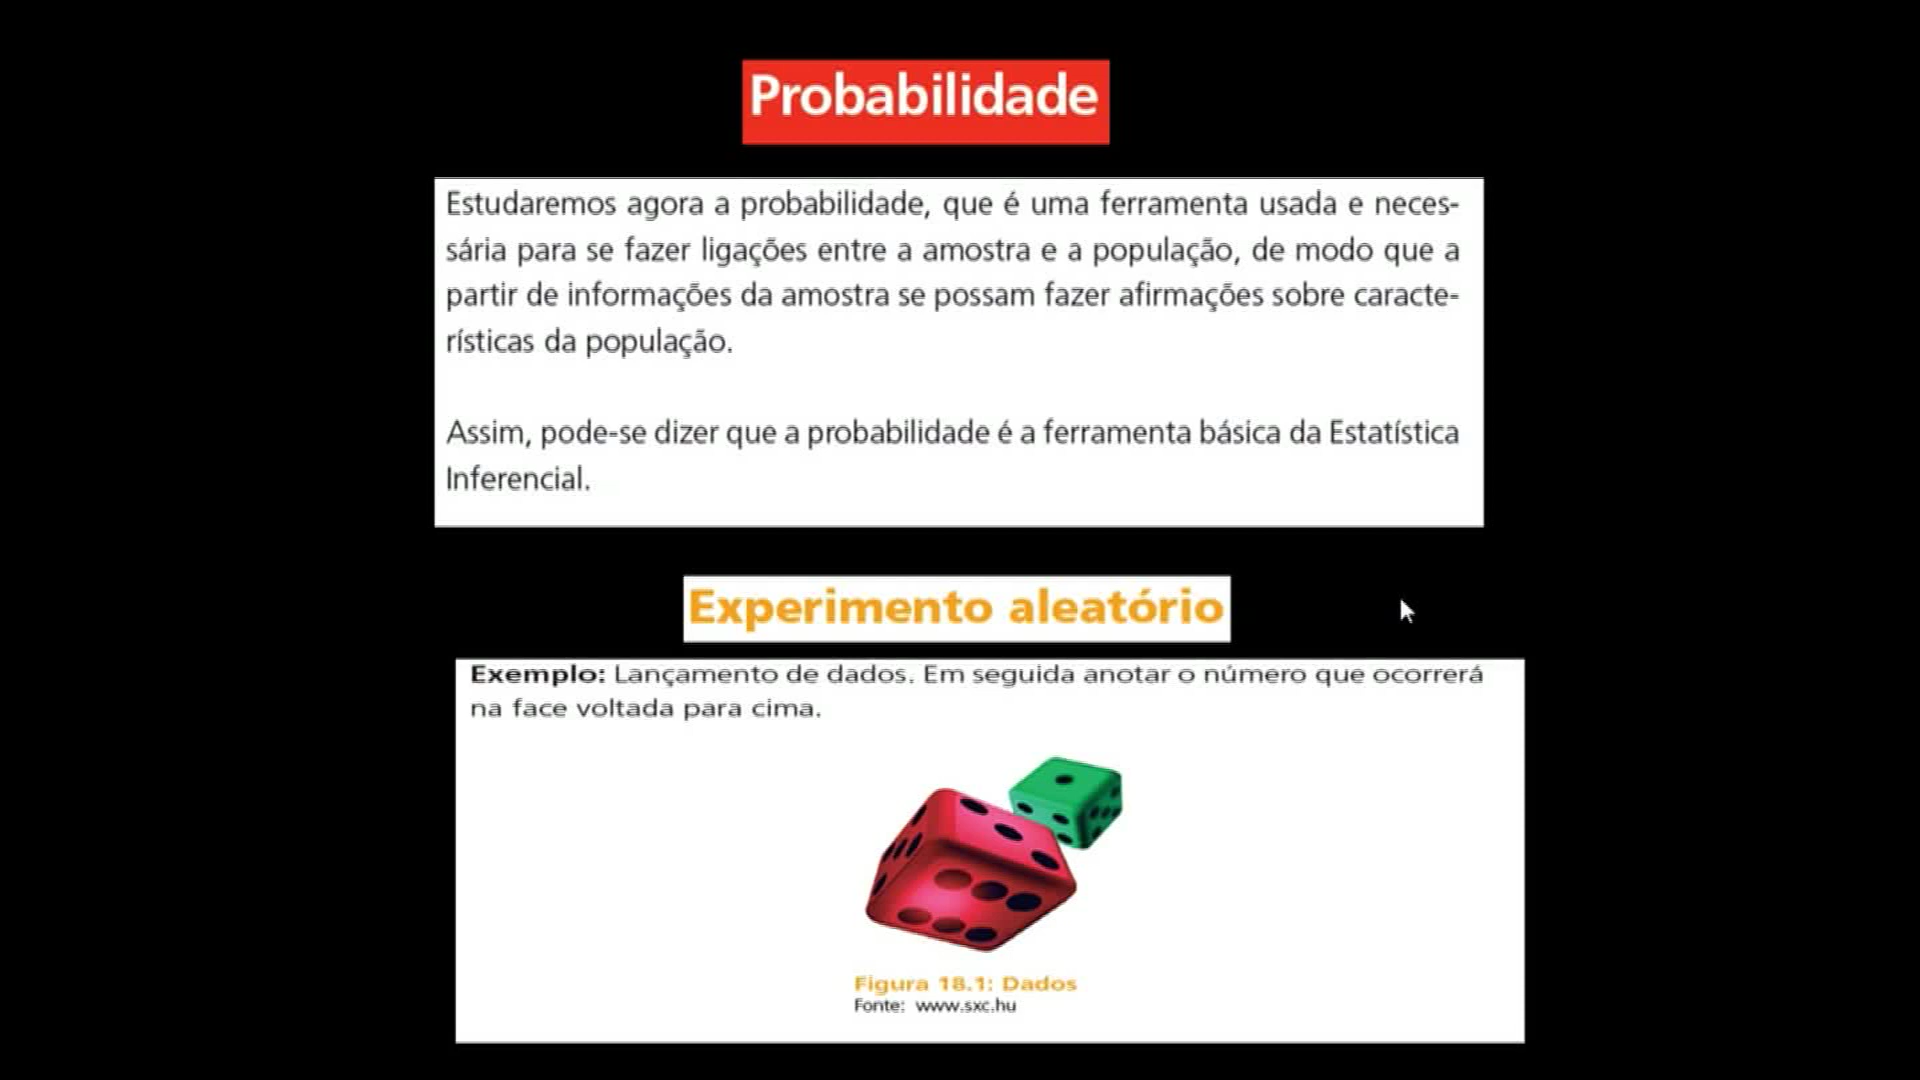 Probabilidade
Estudaremos agora a probabilidade, que é uma ferramenta usada e neces-
sária para se fazer ligações entre a amostra e a população, de modo que a
partir de informações da amostra se possam fazer afirmações sobre caracte-
rísticas da população.
Assim, pode-se dizer que a probabilidade é a ferramenta básica da Estatística
Inferencial.
Experimento aleatório
Exemplo: Lançamento de dados. Em seguida anotar o número que ocorrerá
na face voltada para cima.
Figura 18.1: Dados
Fonte: www.sxc.hu